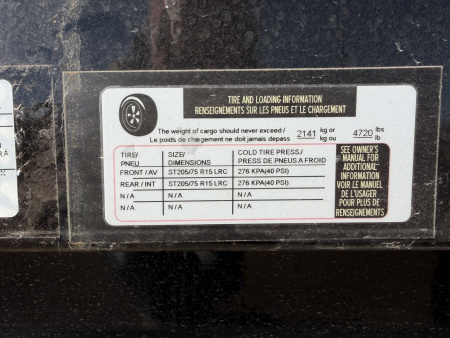 TIRE AND LOADING INFORMATION
RENSEIGNEMENTS SUR LES PNEUS ET LE CHARGEMENT
The weight of cargo should never exceed / 2141 kg or 4720 lbs
Le poids de chargement ne doit jamais depass kg ou lb
TIRE/ SIZE/ COLD TIRE PRESS./
PNEU DIMENSIONS PRESS DE PNEUS A FROID
FRONT / AV ST205/75 R15 LRC 276 KPA(40 PSI)
REAR / INT ST205/75 R15 LRC 276 KPA(40 PSI)
N/A N/A N/A
N/A N/A N/A
SEE OWNER'S
MANUAL FOR
ADDITIONAL
INFORMATION
VOIR LE MANUEL
DE L'USAGER
POUR PLUS DE
RENSEIGNEMENTS